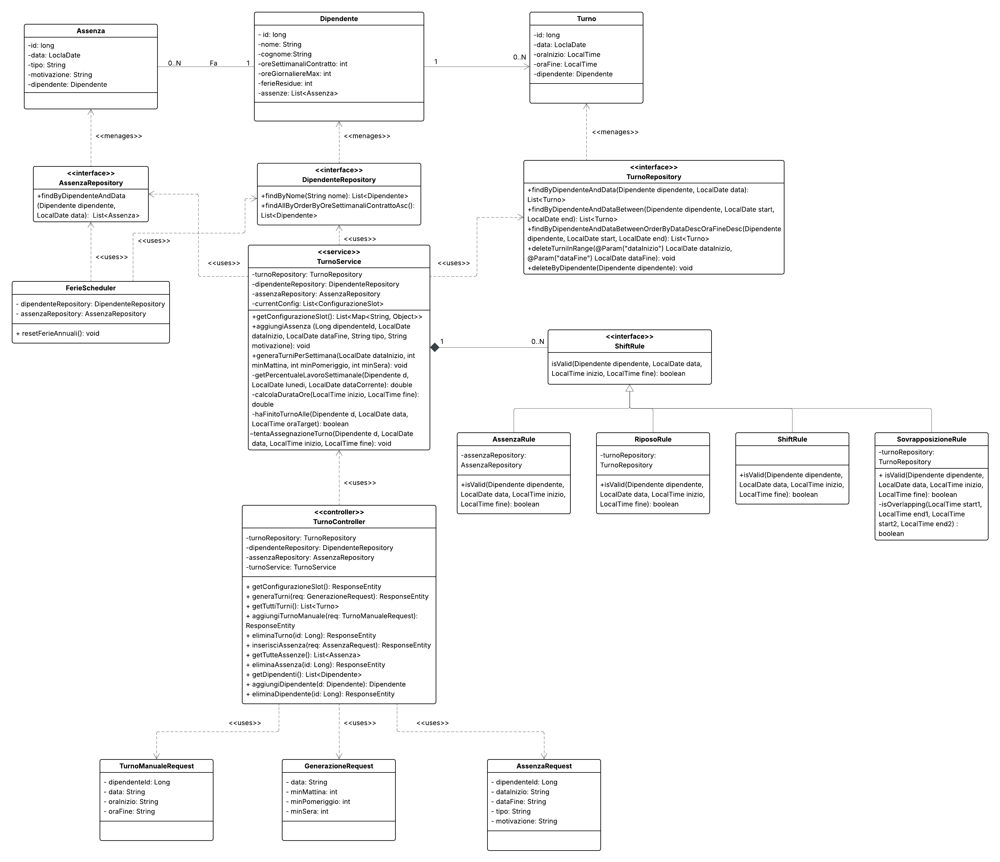 Assenza
-id: long
-data: LoclaDate
-tipo: String
-motivazione: String
-dipendente: Dipendente
0..N
Fa
1
Dipendente
- id: long
-nome: String
-cognome:String
-oreSettimanaliContratto: int
-oreGiornaliereMax: int
-ferieResidue: int
-assenze: List<Assenza>
1
0..N
Turno
-id: long
-data: LoclaDate
-oraInizio: LocalTime
-oraFine: LocalTime
-dipendente: Dipendente
<<menages>>
<<menages>>
<<menages>>
<<interface>>
AssenzaRepository
+findByDipendenteAndData
(Dipendente dipendente,
LocalDate data):  List<Assenza>
<<interface>>
DipendenteRepository
+findByNome(String nome): List<Dipendente>
+findAllByOrderByOreSettimanaliContrattoAsc():
List<Dipendente>
<<interface>>
TurnoRepository
+findByDipendenteAndData(Dipendente dipendente, LocalDate data):
List<Turno>
+findByDipendenteAndDataBetween(Dipendente dipendente, LocalDate start,
LocalDate end): List<Turno>
+findByDipendenteAndDataBetweenOrderByDataDescOraFineDesc(Dipendente
dipendente, LocalDate start, LocalDate end): List<Turno>
+deleteTurniInRange(@Param("dataInizio") LocalDate dataInizio,
@Param("dataFine") LocalDate dataFine): void
+deleteByDipendente(Dipendente dipendente): void
<<uses>>
<<uses>>
<<uses>>
<<uses>>
<<uses>>
FerieScheduler
- dipendenteRepository: DipendenteRepository
- assenzaRepository: AssenzaRepository
+ resetFerieAnnuali(): void
<<service>>
TurnoService
-turnoRepository: TurnoRepository
-dipendenteRepository: DipendenteRepository
-assenzaRepository: AssenzaRepository
-currentConfig: List<ConfigurazioneSlot>
+getConfigurazioneSlot(): List<Map<String, Object>>
+aggiungiAssenza (Long dipendenteId, LocalDate
dataInizio, LocalDate dataFine, String tipo, String
motivazione): void
+generaTurniPerSettimana(LocalDate dataInizio, int
minMattina, int minPomeriggio, int minSera): void
-getPercentualeLavoroSettimanale(Dipendente d,
LocalDate lunedi, LocalDate dataCorrente): double
-calcolaDurataOre(LocalTime inizio, LocalTime fine):
double
-haFinitoTurnoAlle(Dipendente d, LocalDate data,
LocalTime oraTarget): boolean
~tentaAssegnazioneTurno(Dipendente d, LocalDate
data, LocalTime inizio, LocalTime fine): void
1
0..N
<<interface>>
ShiftRule
isValid(Dipendente dipendente, LocalDate data,
LocalTime inizio, LocalTime fine): boolean
AssenzaRule
-assenzaRepository:
AssenzaRepository
+isValid(Dipendente dipendente,
LocalDate data, LocalTime inizio,
LocalTime fine): boolean
RiposoRule
-turnoRepository:
TurnoRepository
+isValid(Dipendente dipendente,
LocalDate data, LocalTime inizio,
LocalTime fine): boolean
ShiftRule
+isValid(Dipendente dipendente,
LocalDate data, LocalTime inizio,
LocalTime fine): boolean
SovrapposizioneRule
-turnoRepository:
TurnoRepository
+ isValid(Dipendente dipendente,
LocalDate data, LocalTime inizio,
LocalTime fine): boolean
-isOverlapping(LocalTime start1,
LocalTime end1, LocalTime
start2, LocalTime end2) :
boolean
<<uses>>
<<controller>>
TurnoController
-turnoRepository: TurnoRepository
-dipendenteRepository: DipendenteRepository
-assenzaRepository: AssenzaRepository
-turnoService: TurnoService
+ getConfigurazioneSlot(): ResponseEntity
+ generaTurni(req: GenerazioneRequest): ResponseEntity
+ getTuttiTurni(): List<Turno>
+ aggiungiTurnoManuale(req: TurnoManualeRequest):
ResponseEntity
+ eliminaTurno(id: Long): ResponseEntity
+ inserisciAssenza(req: AssenzaRequest): ResponseEntity
+ getTutteAssenze(): List<Assenza>
+ eliminaAssenza(id: Long): ResponseEntity
+ getDipendenti(): List<Dipendente>
+ aggiungiDipendente(d: Dipendente): Dipendente
+ eliminaDipendente(id: Long): ResponseEntity
<<uses>>
<<uses>>
<<uses>>
TurnoManualeRequest
- dipendenteId: Long
- data: String
- oraInizio: String
- oraFine: String
GenerazioneRequest
- data: String
- minMattina: int
- minPomeriggio: int
- minSera: int
AssenzaRequest
- dipendenteId: Long
- dataInizio: String
- dataFine: String
- tipo: String
- motivazione: String